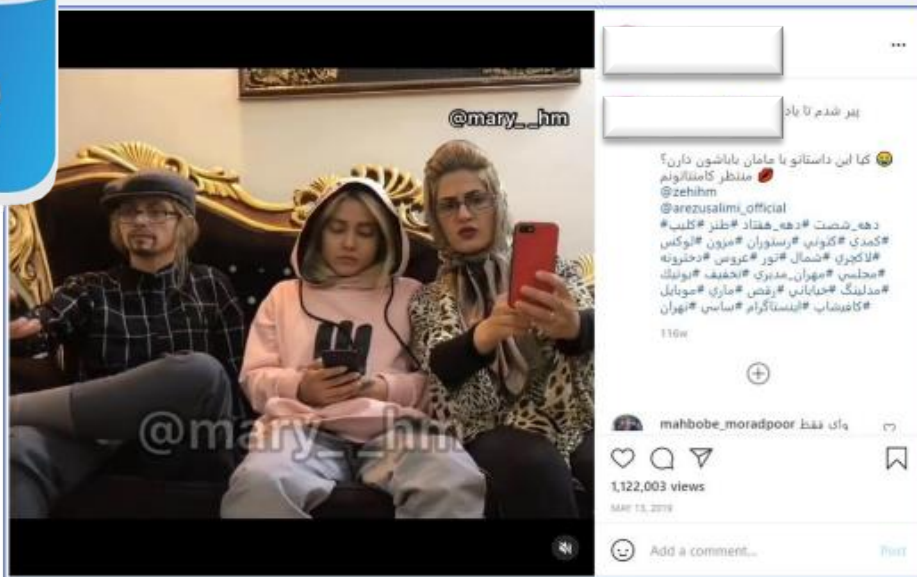 @mary__hm
@mary__hm
پیر شدم تا یاد
😭 کیا این داستانو با مامان باباشون دارن؟
💋 منتظر کامنتاتونم
@zehihm
@arezusalimi_official
#دهه_شصت #دهه_هفتاد #طنز #کلیپ
#کمدی #کتونی #رستوران #مزون #لوکس
#لاکچری #شمال #تور #عروس #دخترونه
#مجلسی #مهران_مدیری #تخفیف #یونیک
#مدلینگ #خیابانی #رقص #ماری #موبایل
#کافیشاپ #اینستاگرام #ساسی #تهران
116w
mahbobe_moradpoor وای فقط
1,122,003 views
MAY 13, 2019
Add a comment...
Post